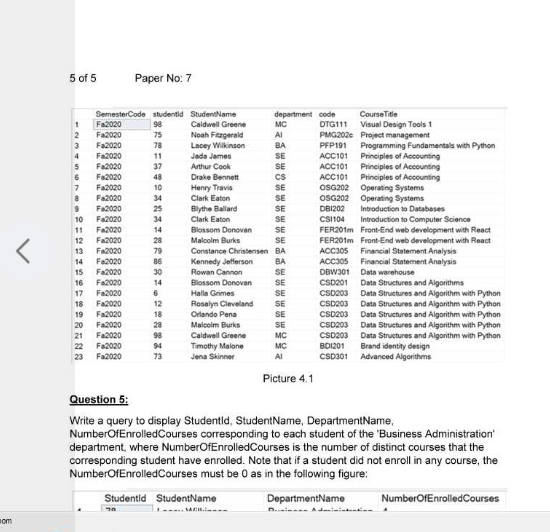 5 of 5 Paper No: 7
SemesterCode studentId StudentName department code CourseTitle
1 Fa2020 98 Caldwell Greene MC DTG111 Visual Design Tools 1
2 Fa2020 75 Noah Fitzgerald AI PMG202c Project management
3 Fa2020 78 Lacey Wilkinson BA PFP191 Programming Fundamentals with Python
4 Fa2020 11 Jada James SE ACC101 Principles of Accounting
5 Fa2020 37 Arthur Cook SE ACC101 Principles of Accounting
6 Fa2020 48 Drake Bennett CS ACC101 Principles of Accounting
7 Fa2020 10 Henry Travis SE OSG202 Operating Systems
8 Fa2020 34 Clark Eaton SE OSG202 Operating Systems
9 Fa2020 25 Blythe Ballard SE DBI202 Introduction to Databases
10 Fa2020 34 Clark Eaton SE CSI104 Introduction to Computer Science
11 Fa2020 14 Blossom Donovan SE FER201m Front-End web development with React
12 Fa2020 28 Malcolm Burks SE FER201m Front-End web development with React
13 Fa2020 79 Constance Christensen BA ACC305 Financial Statement Analysis
14 Fa2020 86 Kennedy Jefferson BA ACC305 Financial Statement Analysis
15 Fa2020 30 Rowan Cannon SE DBW301 Data warehouse
16 Fa2020 14 Blossom Donovan SE CSD201 Data Structures and Algorithms
17 Fa2020 6 Halla Grimes SE CSD203 Data Structures and Algorithm with Python
18 Fa2020 12 Rosalyn Cleveland SE CSD203 Data Structures and Algorithm with Python
19 Fa2020 18 Orlando Pena SE CSD203 Data Structures and Algorithm with Python
20 Fa2020 28 Malcolm Burks SE CSD203 Data Structures and Algorithm with Python
21 Fa2020 98 Caldwell Greene MC CSD203 Data Structures and Algorithm with Python
22 Fa2020 94 Timothy Malone MC BDI201 Brand identity design
23 Fa2020 73 Jena Skinner AI CSD301 Advanced Algorithms
Picture 4.1
Question 5:
Write a query to display StudentId, StudentName, DepartmentName,
NumberOfEnrolledCourses corresponding to each student of the 'Business Administration'
department, where NumberOfEnrolledCourses is the number of distinct courses that the
corresponding student have enrolled. Note that if a student did not enroll in any course, the
NumberOfEnrolledCourses must be 0 as in the following figure:
StudentId StudentName DepartmentName NumberOfEnrolledCourses
om